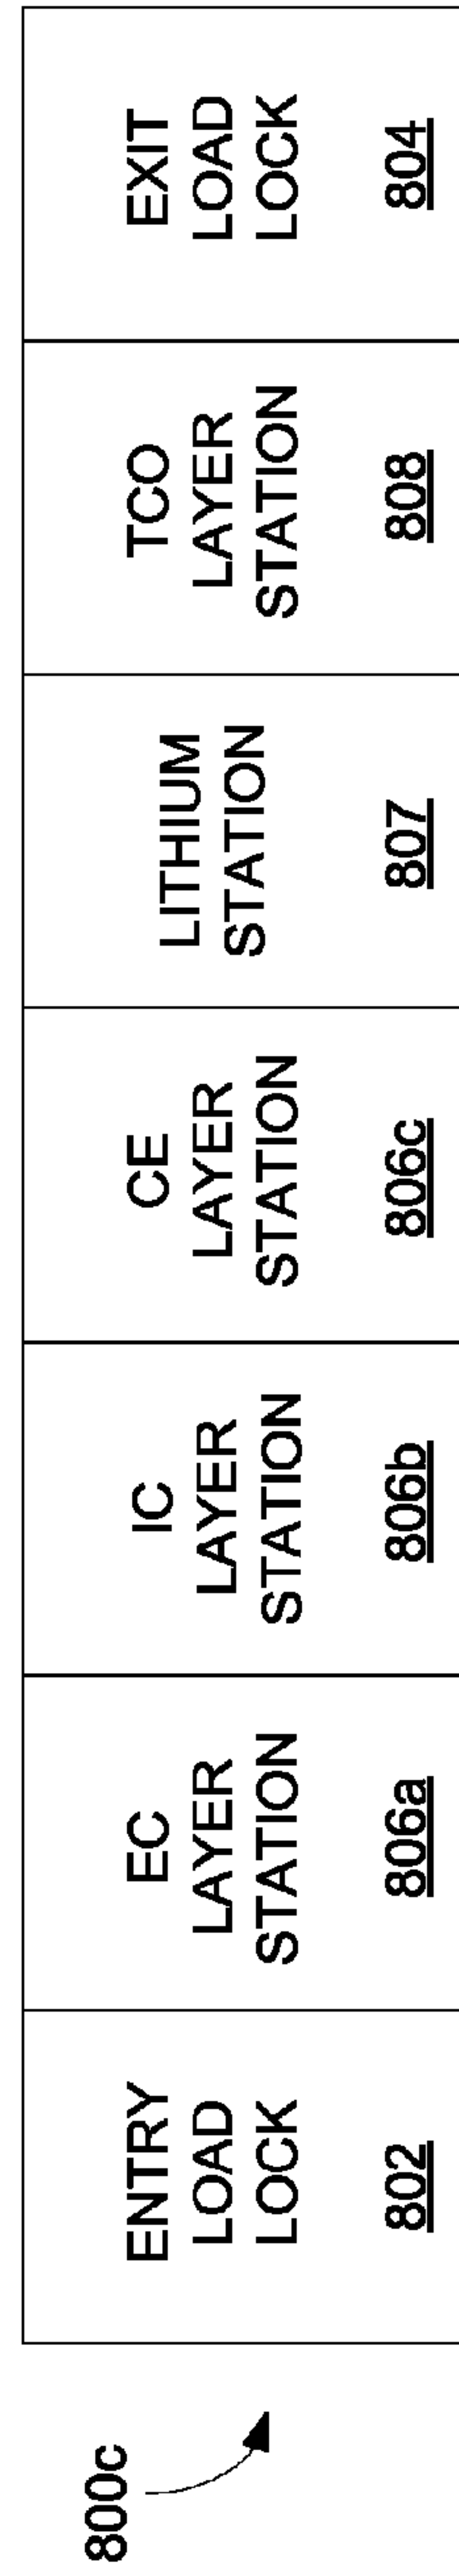 800c
ENTRY
LOAD
LOCK
802
EC
LAYER
STATION
806a
IC
LAYER
STATION
806b
CE
LAYER
STATION
806c
LITHIUM
STATION
807
TCO
LAYER
STATION
808
EXIT
LOAD
LOCK
804